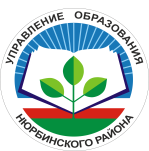 УПРАВЛЕНИЕ ОБРАЗОВАНИЯ
НЮРБИНСКОГО РАЙОНА